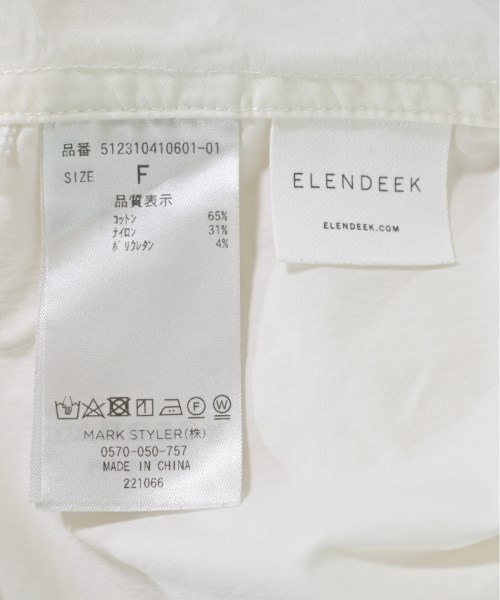 品番 512310410601-01
SIZE F
品質表示
コットン 65%
ナイロン 31%
ポリウレタン 4%
F W
MARK STYLER(株)
0570-050-757
MADE IN CHINA
221066
ELENDEEK
ELENDEEK.COM